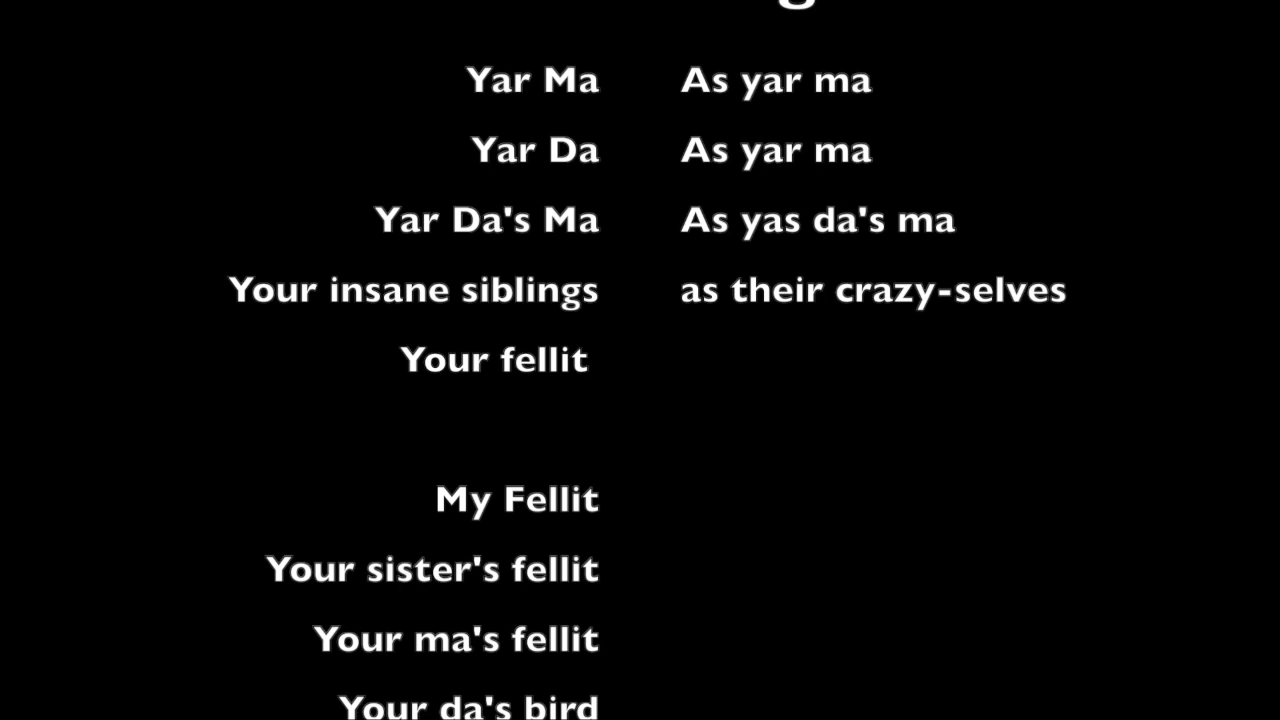 Yar Ma As yar ma
Yar Da As yar ma
Yar Da's Ma As yas da's ma
Your insane siblings as their crazy-selves
Your fellit
My Fellit
Your sister's fellit
Your ma's fellit
Your da's bird